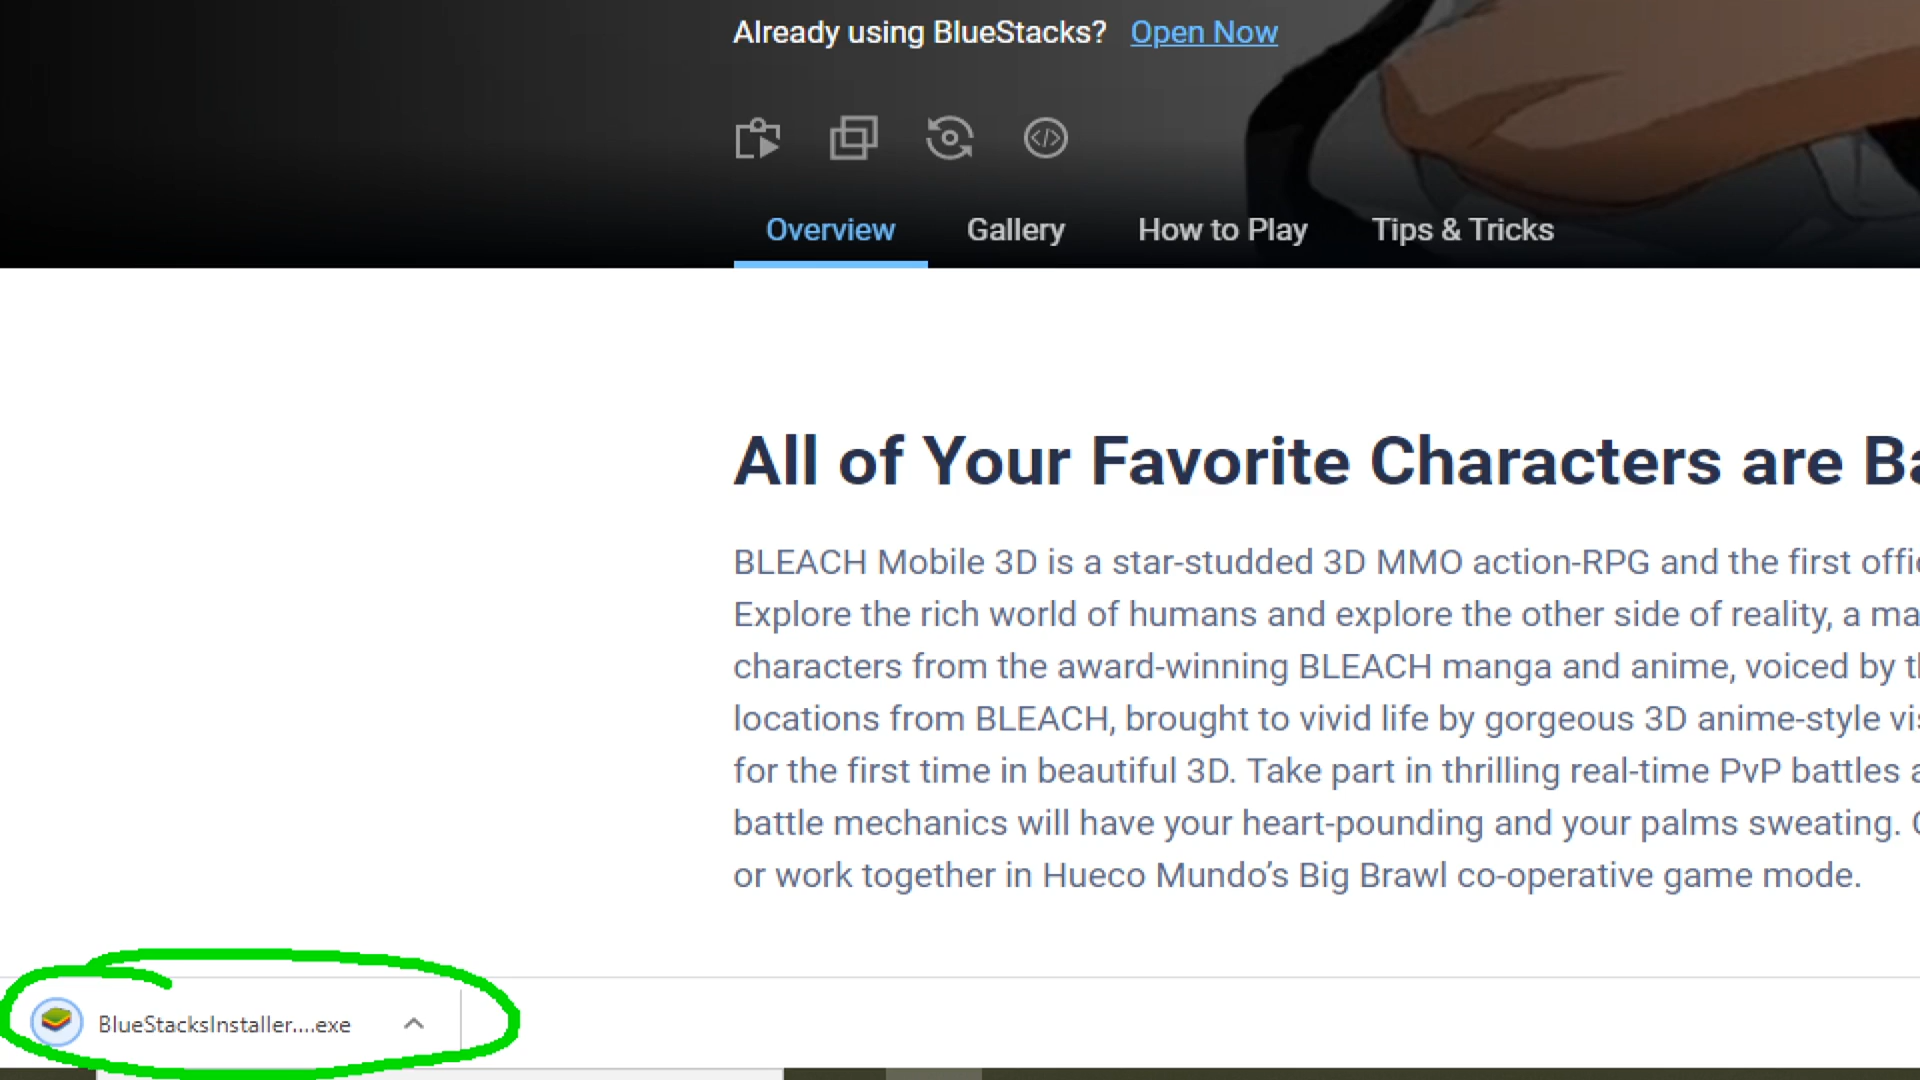 Already using BlueStacks? Open Now
Overview Gallery How to Play Tips & Tricks
All of Your Favorite Characters are
BLEACH Mobile 3D is a star-studded 3D MMO action-RPG and the first
Explore the rich world of humans and explore the other side of reality, a
characters from the award-winning BLEACH manga and anime, voiced by
locations from BLEACH, brought to vivid life by gorgeous 3D anime-style
for the first time in beautiful 3D. Take part in thrilling real-time PvP battles
battle mechanics will have your heart-pounding and your palms sweating.
or work together in Hueco Mundo’s Big Brawl co-operative game mode.
BlueStacksInstaller....exe